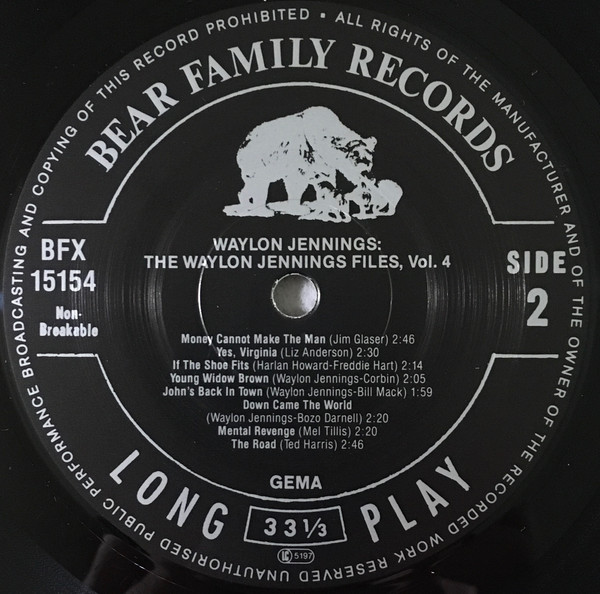 ALL RIGHTS OF THE MANUFACTURER AND OF THE OWNER OF THE RECORDED WORK RESERVED UNAUTHORISED PUBLIC PERFORMANCE BROADCASTING AND COPYING OF THIS RECORD PROHIBITED •
BEAR FAMILY RECORDS
WAYLON JENNINGS:
THE WAYLON JENNINGS FILES, Vol. 4
BFX
15154
Non-
Breakable
SIDE
2
Money Cannot Make The Man (Jim Glaser) 2:46
Yes, Virginia (Liz Anderson) 2:30
If The Shoe Fits (Harlan Howard-Freddie Hart) 2:14
Young Widow Brown (Waylon Jennings-Corbin) 2:05
John's Back In Town (Waylon Jennings-Bill Mack) 1:59
Down Came The World
(Waylon Jennings-Bozo Darnell) 2:20
Mental Revenge (Mel Tillis) 2:20
The Road (Ted Harris) 2:46
GEMA
LONG PLAY
33 1/3
LC 5197